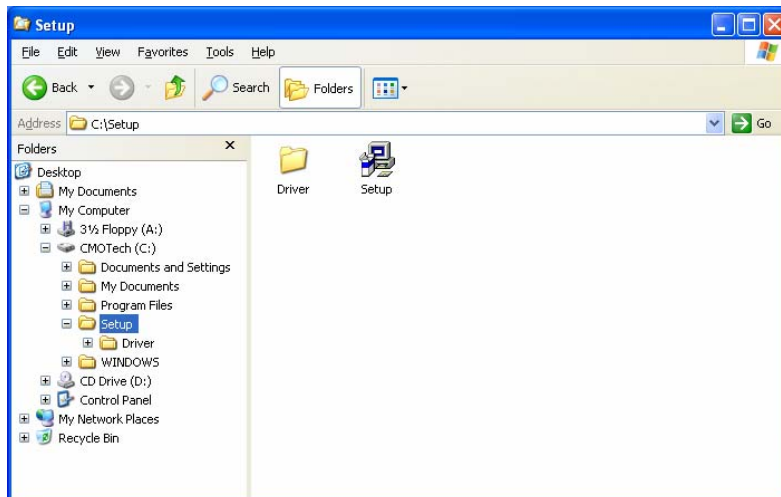 Setup
File Edit View Favorites Tools Help
Back Search Folders
Address C:\Setup Go
Folders X
Desktop
My Documents
My Computer
3½ Floppy (A:)
CMOTech (C:)
Documents and Settings
My Documents
Program Files
Setup
Driver
WINDOWS
CD Drive (D:)
Control Panel
My Network Places
Recycle Bin
Driver Setup